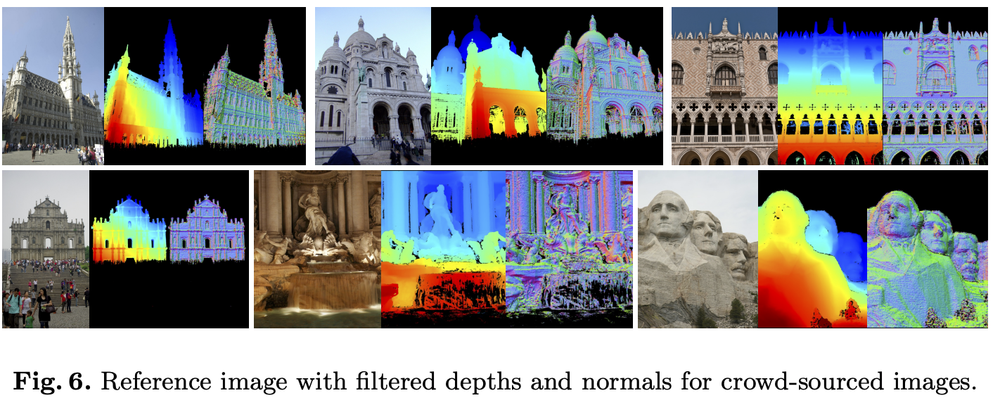 Fig. 6. Reference image with filtered depths and normals for crowd-sourced images.